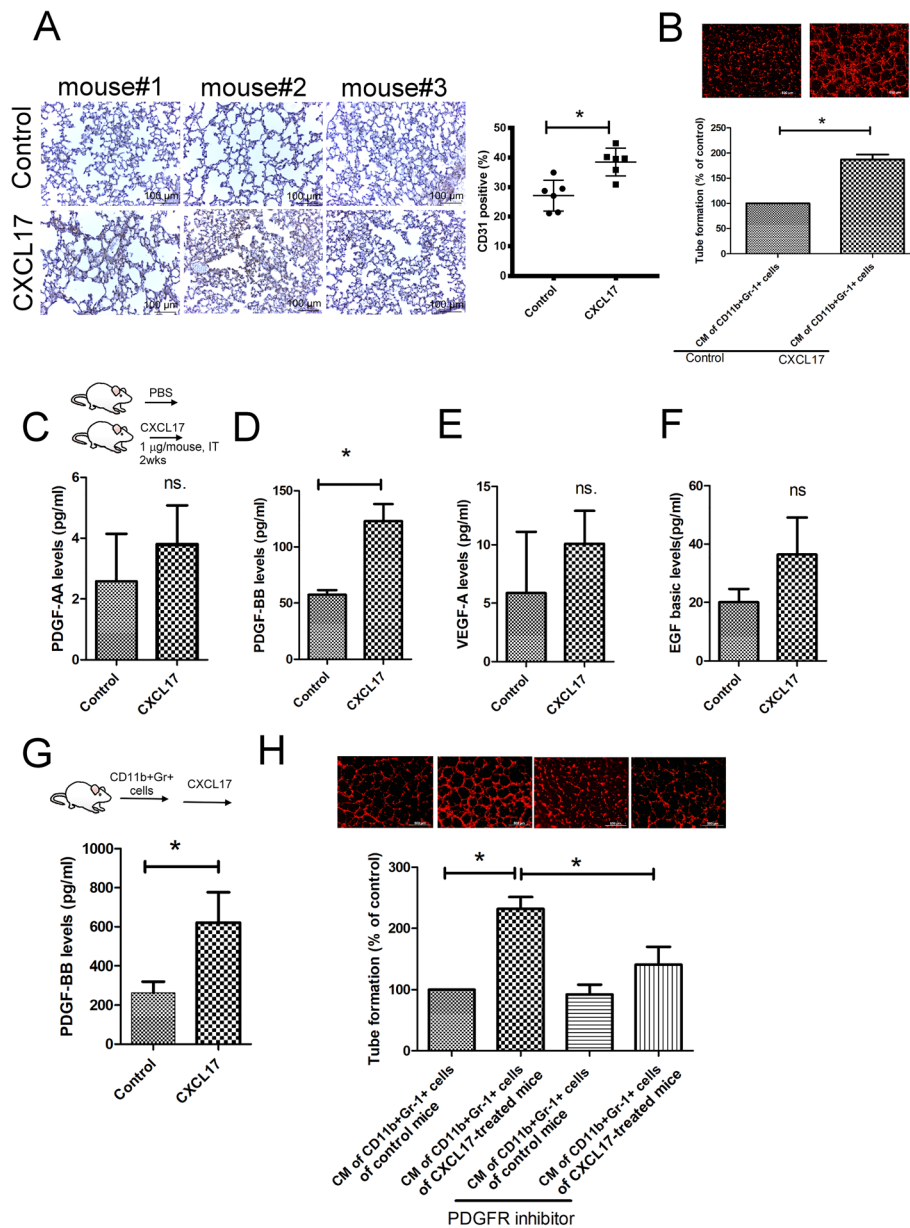 A
mouse#1 mouse#2 mouse#3
Control
100 μm 100 μm 100 μm
CXCL17
100 μm 100 μm 100 μm
CD31 positive (%)
50
40
30
20
10
0
*
Control
CXCL17
B
Tube formation (% of control)
250
200
150
100
50
0
*
CM of CD11b+Gr-1+ cells
CM of CD11b+Gr-1+ cells
Control CXCL17
PBS
CXCL17
1 μg/mouse, IT
2wks
C
PDGF-AA levels (pg/ml)
6
4
2
0
ns.
Control
CXCL17
D
PDGF-BB levels (pg/ml)
150
100
50
0
*
Control
CXCL17
E
VEGF-A levels (pg/ml)
15
10
5
0
ns.
Control
CXCL17
F
EGF basic levels(pg/ml)
60
40
20
0
ns
Control
CXCL17
G
CD11b+Gr+
cells
CXCL17
PDGF-BB levels (pg/ml)
1000
800
600
400
200
0
*
Control
CXCL17
H
Tube formation (% of control)
300
200
100
0
*
*
CM of CD11b+Gr-1+ cells
of control mice
CM of CD11b+Gr-1+ cells
of CXCL17-treated mice
CM of CD11b+Gr-1+ cells
of control mice
CM of CD11b+Gr-1+ cells
of CXCL17-treated mice
PDGFR inhibitor